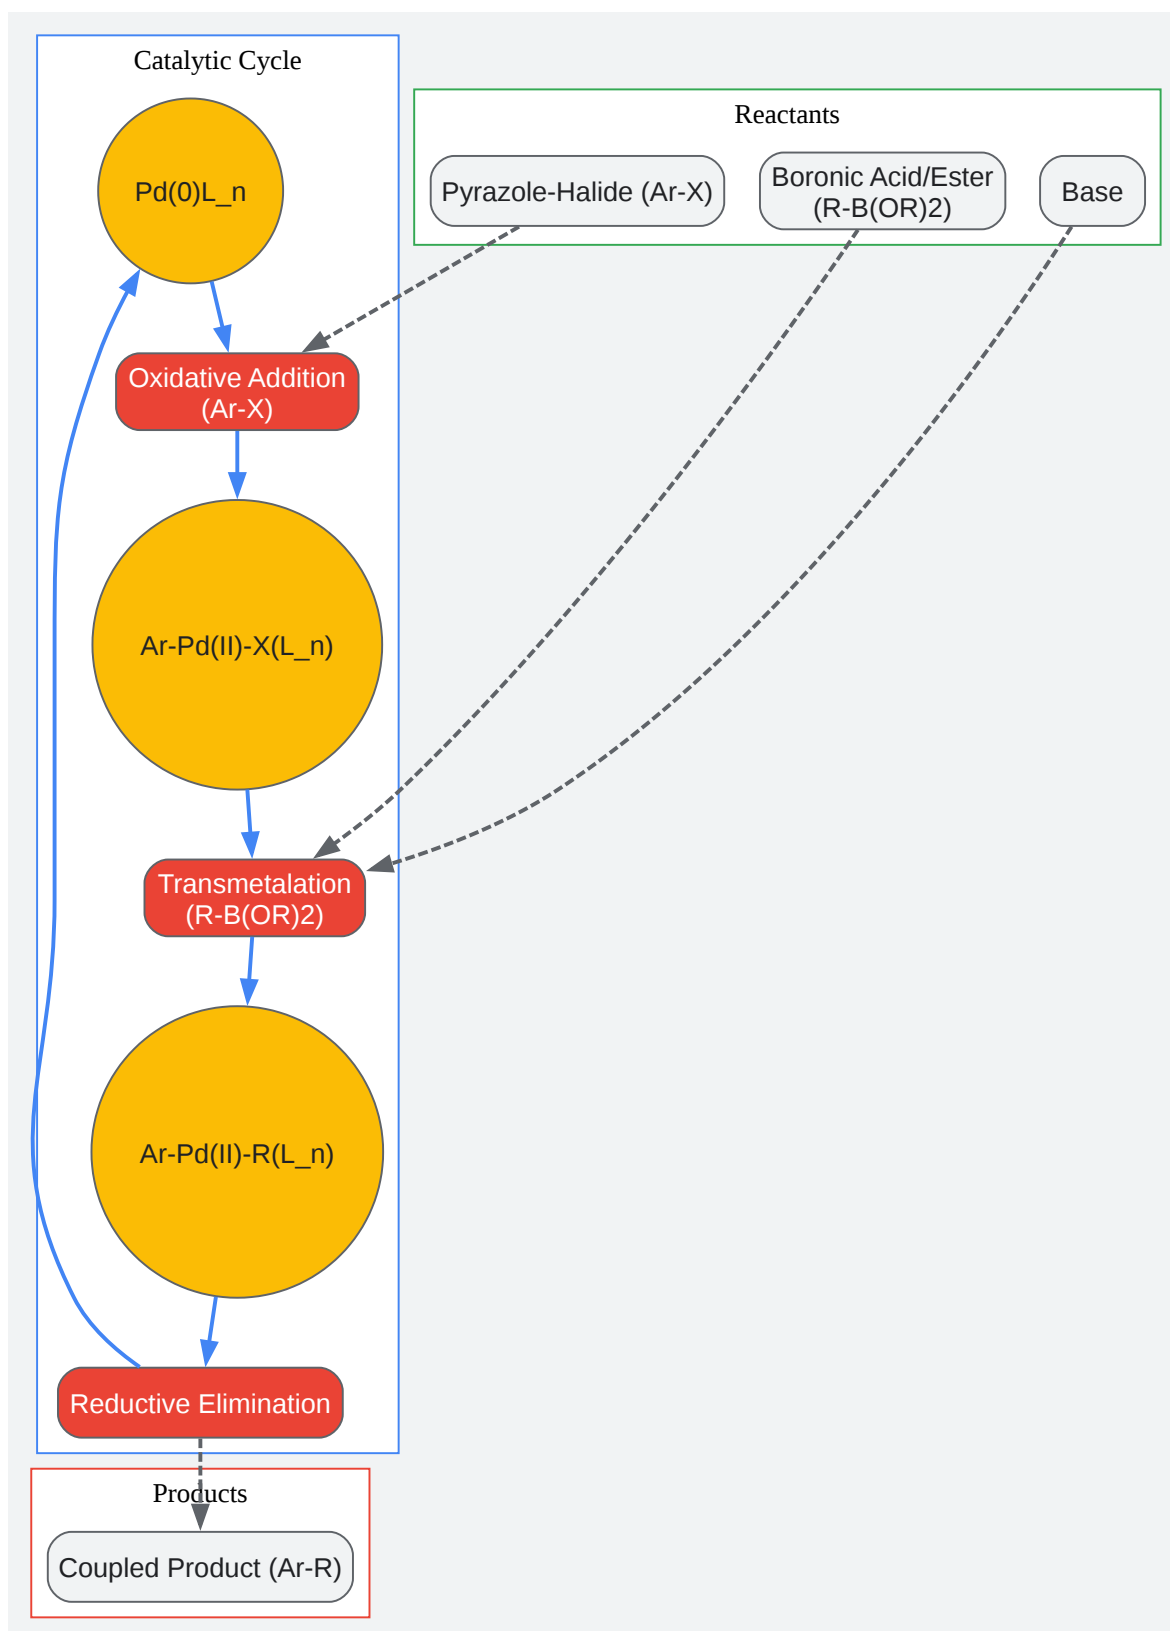 Catalytic Cycle
Pd(0)L_n
Oxidative Addition
(Ar-X)
Ar-Pd(II)-X(L_n)
Transmetalation
(R-B(OR)2)
Ar-Pd(II)-R(L_n)
Reductive Elimination
Reactants
Pyrazole-Halide (Ar-X)
Boronic Acid/Ester
(R-B(OR)2)
Base
Products
Coupled Product (Ar-R)